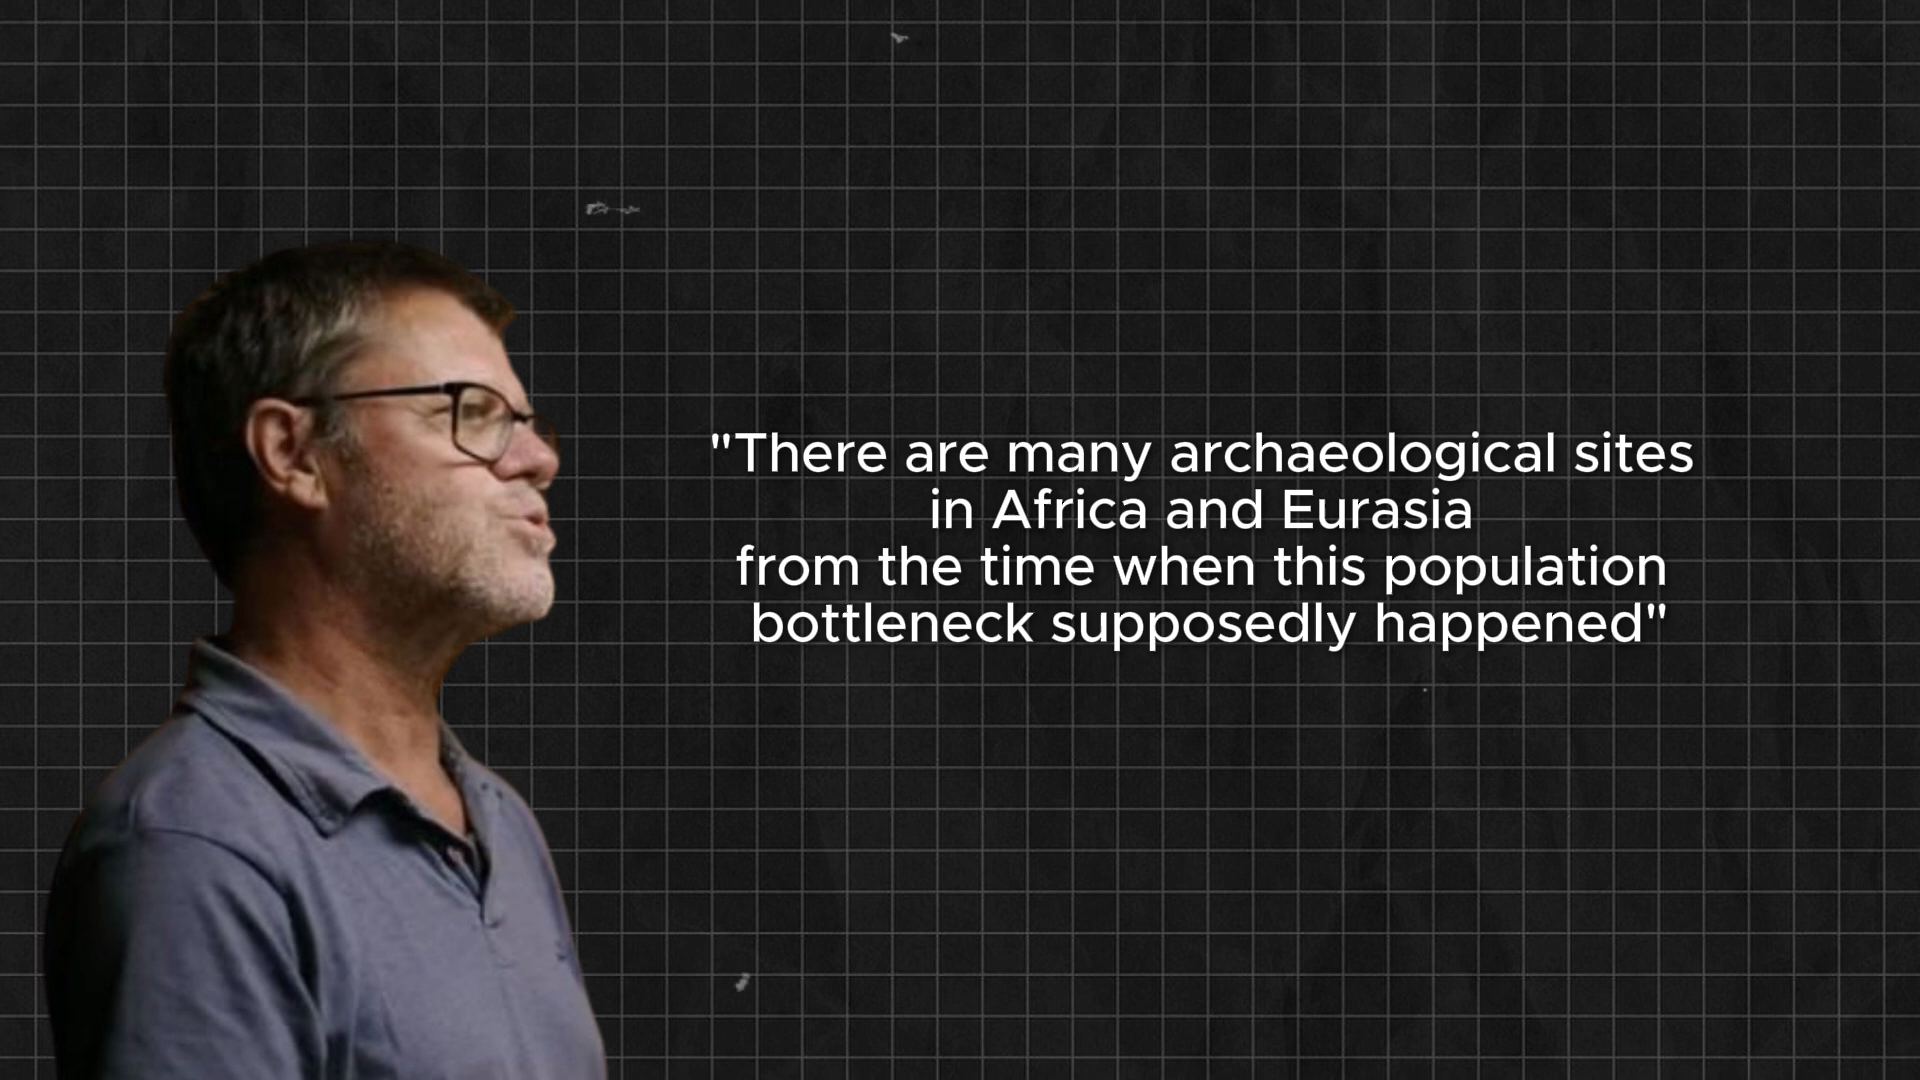 "There are many archaeological sites
in Africa and Eurasia
from the time when this population
bottleneck supposedly happened"